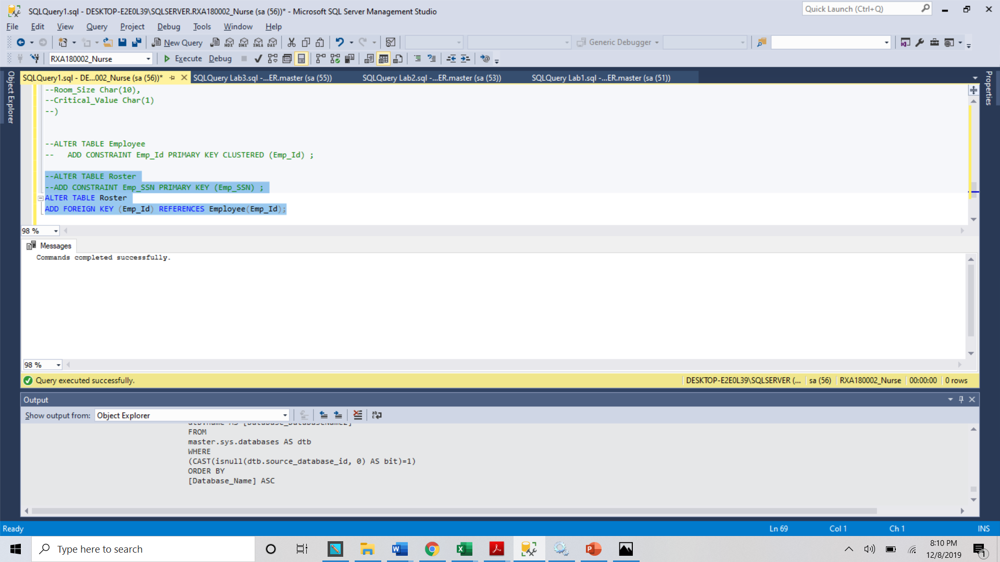 SQLQuery1.sql - DESKTOP-E2E0L39\SQLSERVER.RXA180002_Nurse (sa (56))* - Microsoft SQL Server Management Studio
Quick Launch (Ctrl+Q)
File Edit View Query Project Debug Tools Window Help
New Query MDX DMX XMLA DAX Generic Debugger
RXA180002_Nurse Execute Debug
Object Explorer
SQLQuery1.sql - DE...002_Nurse (sa (56))* SQLQuery Lab3.sql -...ER.master (sa (55)) SQLQuery Lab2.sql -...ER.master (sa (53)) SQLQuery Lab1.sql -...ER.master (sa (51))
Properties
--Room_Size Char(10),
--Critical_Value Char(1)
--)
--ALTER TABLE Employee
-- ADD CONSTRAINT Emp_Id PRIMARY KEY CLUSTERED (Emp_Id) ;
--ALTER TABLE Roster
--ADD CONSTRAINT Emp_SSN PRIMARY KEY (Emp_SSN) ;
ALTER TABLE Roster
ADD FOREIGN KEY (Emp_Id) REFERENCES Employee(Emp_Id);
98 %
Messages
Commands completed successfully.
98 %
Query executed successfully. DESKTOP-E2E0L39\SQLSERVER (... sa (56) RXA180002_Nurse 00:00:00 0 rows
Output
Show output from: Object Explorer
FROM
master.sys.databases AS dtb
WHERE
(CAST(isnull(dtb.source_database_id, 0) AS bit)=1)
ORDER BY
[Database_Name] ASC
Ready Ln 69 Col 1 Ch 1 INS
Type here to search
8:10 PM
12/8/2019
1